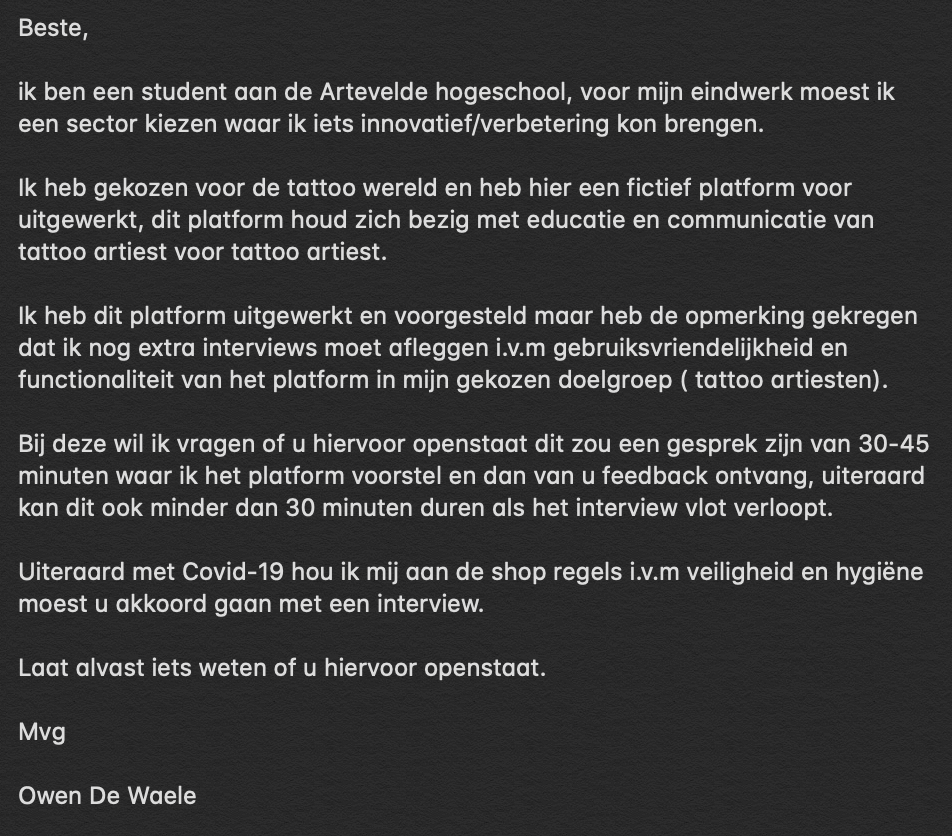 Beste,
ik ben een student aan de Artevelde hogeschool, voor mijn eindwerk moest ik
een sector kiezen waar ik iets innovatief/verbetering kon brengen.
Ik heb gekozen voor de tattoo wereld en heb hier een fictief platform voor
uitgewerkt, dit platform houd zich bezig met educatie en communicatie van
tattoo artiest voor tattoo artiest.
Ik heb dit platform uitgewerkt en voorgesteld maar heb de opmerking gekregen
dat ik nog extra interviews moet afleggen i.v.m gebruiksvriendelijkheid en
functionaliteit van het platform in mijn gekozen doelgroep ( tattoo artiesten).
Bij deze wil ik vragen of u hiervoor openstaat dit zou een gesprek zijn van 30-45
minuten waar ik het platform voorstel en dan van u feedback ontvang, uiteraard
kan dit ook minder dan 30 minuten duren als het interview vlot verloopt.
Uiteraard met Covid-19 hou ik mij aan de shop regels i.v.m veiligheid en hygiëne
moest u akkoord gaan met een interview.
Laat alvast iets weten of u hiervoor openstaat.
Mvg
Owen De Waele